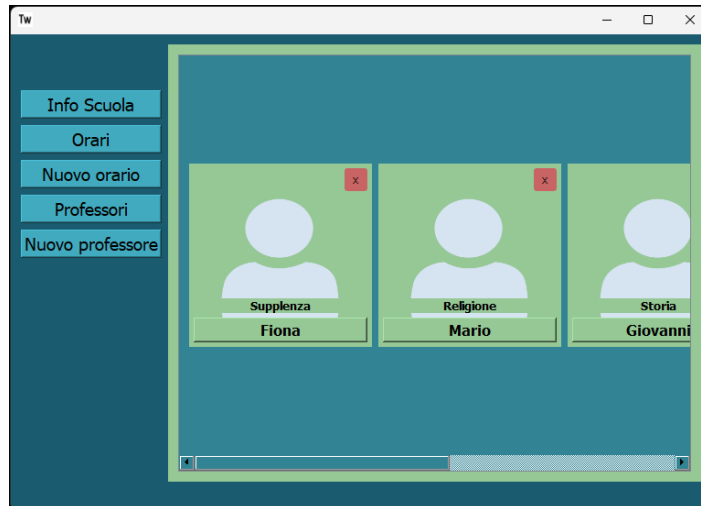 Tw
Info Scuola
Orari
Nuovo orario
Professori
Nuovo professore
x
x
Supplenza
Religione
Storia
Fiona
Mario
Giovanni